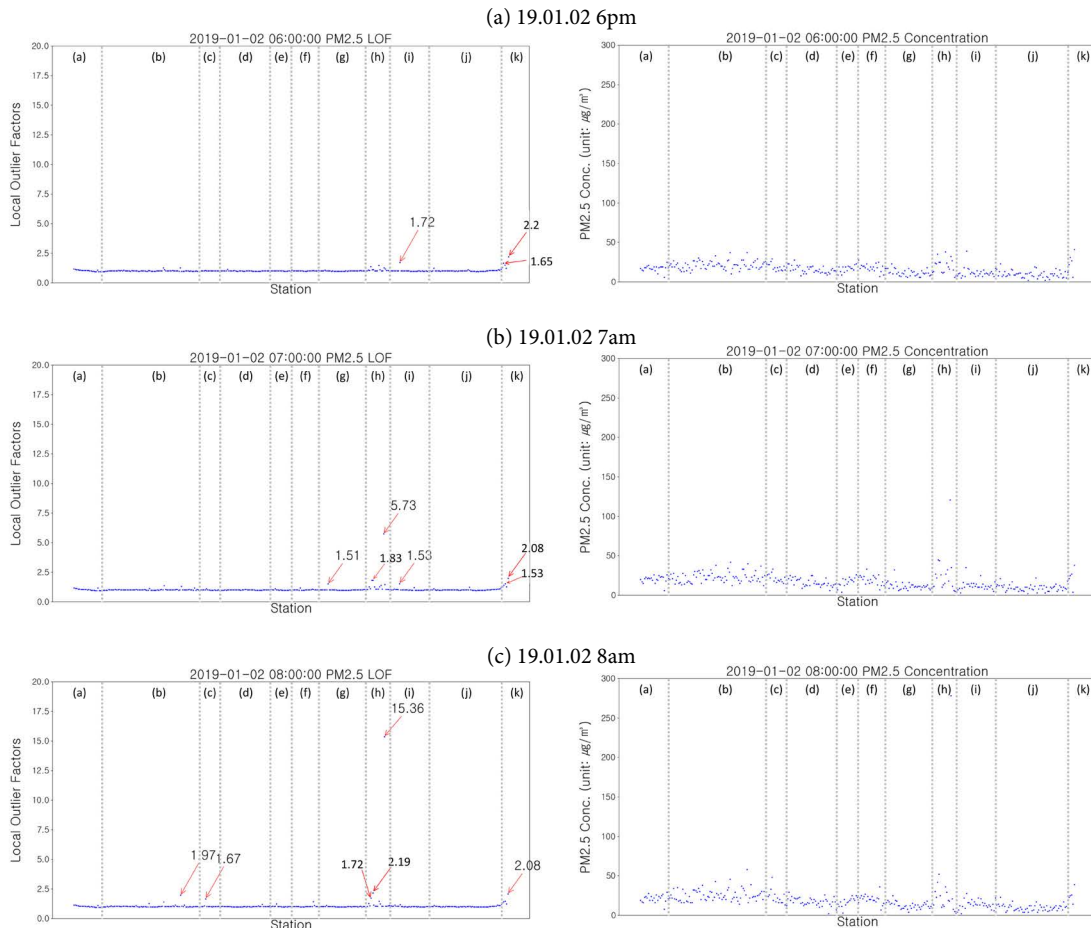 (a) 19.01.02 6pm
2019-01-02 06:00:00 PM2.5 LOF
20.0
17.5
15.0
12.5
10.0
7.5
5.0
2.5
0.0
Local Outlier Factors
(a) (b) (c) (d) (e) (f) (g) (h) (i) (j) (k)
1.72
2.2
1.65
Station
2019-01-02 06:00:00 PM2.5 Concentration
300
250
200
150
100
50
0
PM2.5 Conc. (unit: ㎍/㎥)
(a) (b) (c) (d) (e) (f) (g) (h) (i) (j) (k)
Station
(b) 19.01.02 7am
2019-01-02 07:00:00 PM2.5 LOF
20.0
17.5
15.0
12.5
10.0
7.5
5.0
2.5
0.0
Local Outlier Factors
(a) (b) (c) (d) (e) (f) (g) (h) (i) (j) (k)
5.73
1.51
1.83
1.53
2.08
1.53
Station
2019-01-02 07:00:00 PM2.5 Concentration
300
250
200
150
100
50
0
PM2.5 Conc. (unit: ㎍/㎥)
(a) (b) (c) (d) (e) (f) (g) (h) (i) (j) (k)
Station
(c) 19.01.02 8am
2019-01-02 08:00:00 PM2.5 LOF
20.0
17.5
15.0
12.5
10.0
7.5
5.0
2.5
0.0
Local Outlier Factors
(a) (b) (c) (d) (e) (f) (g) (h) (i) (j) (k)
15.36
1.97
1.67
1.72
2.19
2.08
Station
2019-01-02 08:00:00 PM2.5 Concentration
300
250
200
150
100
50
0
PM2.5 Conc. (unit: ㎍/㎥)
(a) (b) (c) (d) (e) (f) (g) (h) (i) (j) (k)
Station